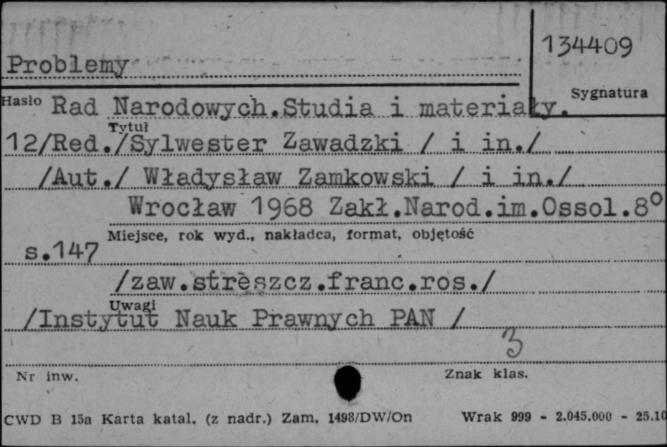 134409
Problemy
Sygnatura
Hasło Rad Narodowych.Studia i materiały.
Tytuł
12/Red./Sylwester Zawadzki / i in./
/Aut./ Władysław Zamkowski / i in./
Wrocław 1968 Zakł.Narod.im.Ossol.8°
Miejsce, rok wyd., nakładca, format, objętość
s.147
/zaw.streszcz.franc.ros./
Uwagi
/Instytut Nauk Prawnych PAN /
3
Nr inw.
Znak klas.
CWD B 15a Karta katal. (z nadr.) Zam. 1498/DW/On Wrak 999 - 2.045.000 - 25.10